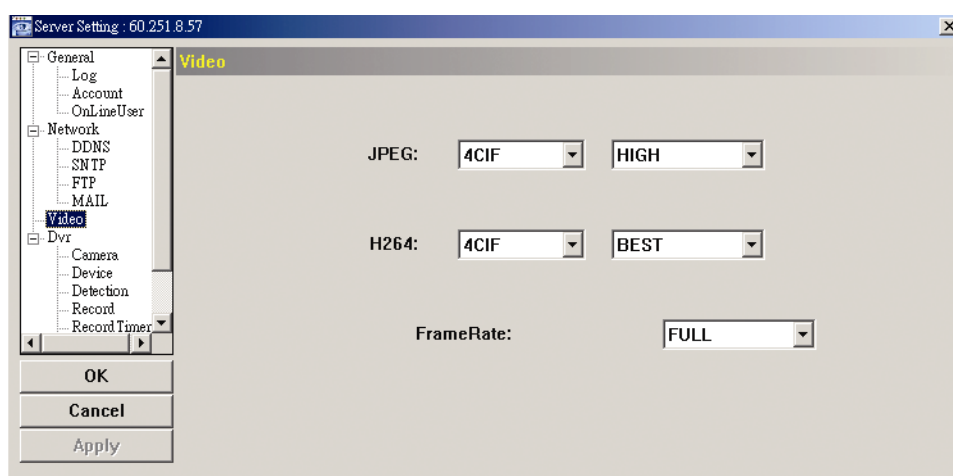 Server Setting : 60.251.8.57
General
Log
Account
OnLineUser
Network
DDNS
SNTP
FTP
MAIL
Video
Dvr
Camera
Device
Detection
Record
Record Timer
OK
Cancel
Apply
Video
JPEG: 4CIF HIGH
H264: 4CIF BEST
FrameRate: FULL